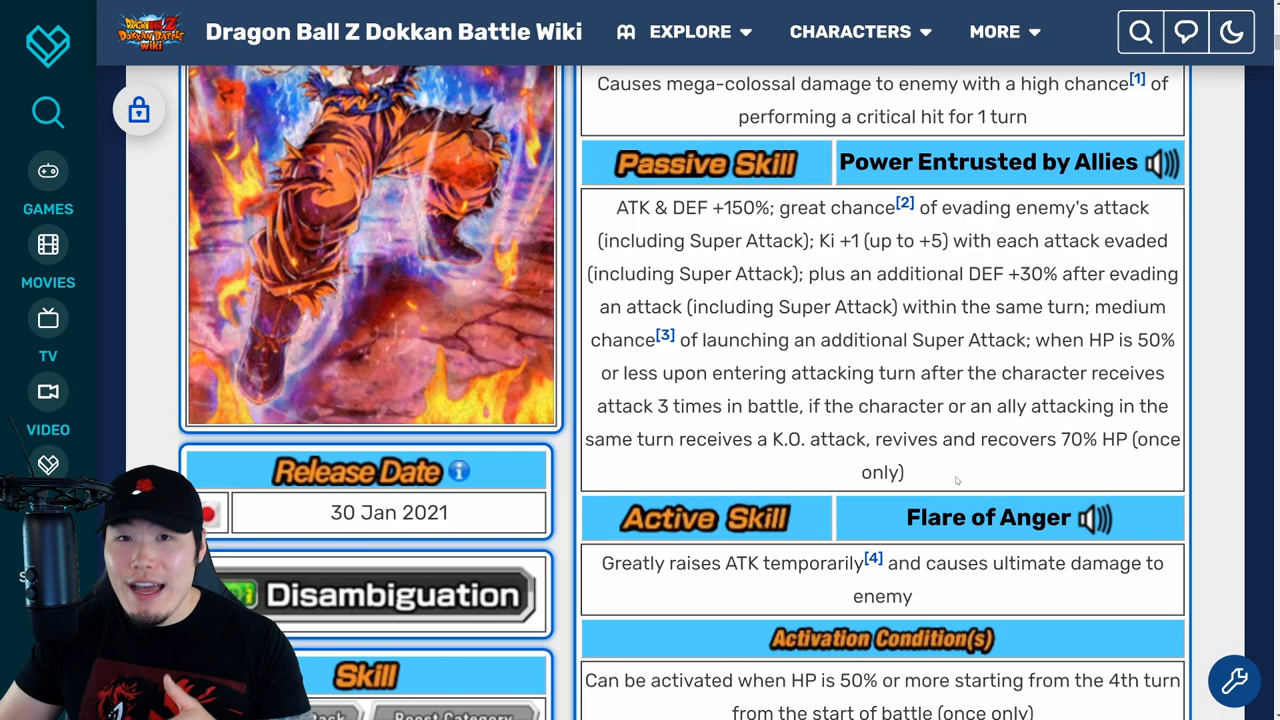 DRAGON BALL Z
DOKKAN BATTLE
WIKI
Dragon Ball Z Dokkan Battle Wiki
EXPLORE
CHARACTERS
MORE
GAMES
MOVIES
TV
VIDEO
Causes mega-colossal damage to enemy with a high chance[1] of
performing a critical hit for 1 turn
Passive Skill
Power Entrusted by Allies
ATK & DEF +150%; great chance[2] of evading enemy's attack
(including Super Attack); Ki +1 (up to +5) with each attack evaded
(including Super Attack); plus an additional DEF +30% after evading
an attack (including Super Attack) within the same turn; medium
chance[3] of launching an additional Super Attack; when HP is 50%
or less upon entering attacking turn after the character receives
attack 3 times in battle, if the character or an ally attacking in the
same turn receives a K.O. attack, revives and recovers 70% HP (once
only)
Active Skill
Flare of Anger
Greatly raises ATK temporarily[4] and causes ultimate damage to
enemy
Activation Condition(s)
Can be activated when HP is 50% or more starting from the 4th turn
from the start of battle (once only)
Release Date
30 Jan 2021
Disambiguation
Skill
Boost Category